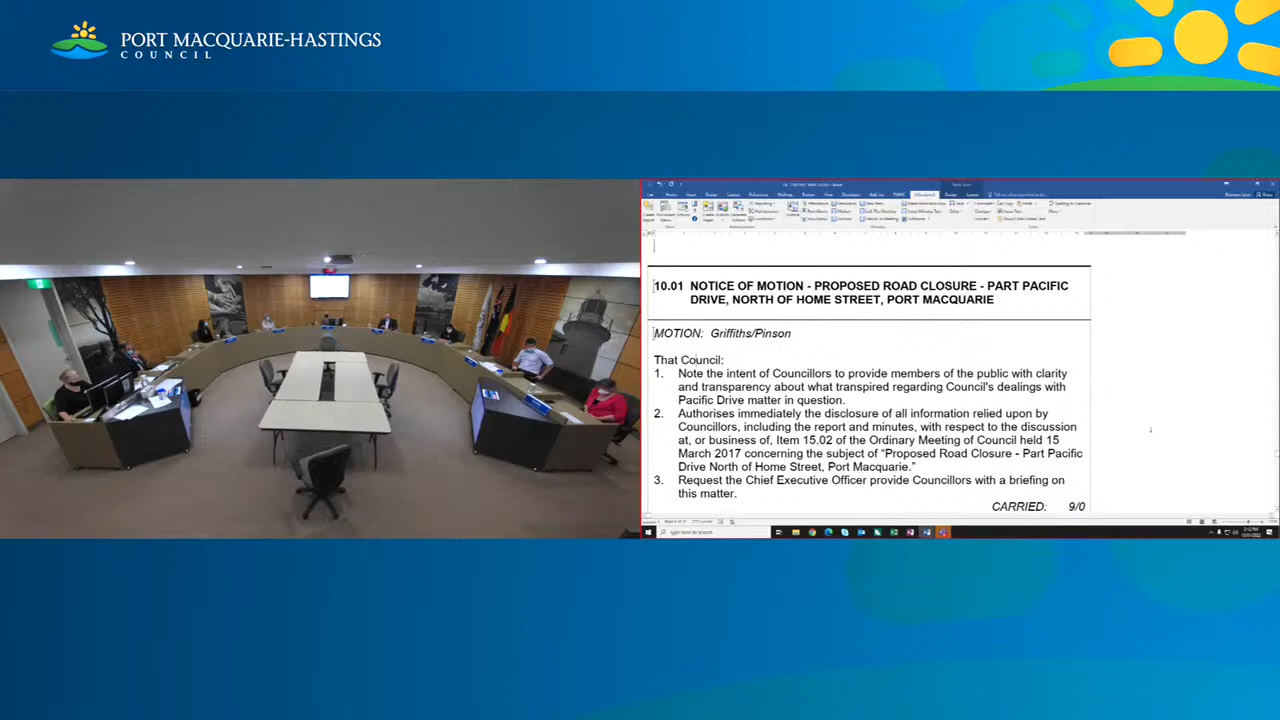 PORT MACQUARIE-HASTINGS
COUNCIL
10.01 NOTICE OF MOTION - PROPOSED ROAD CLOSURE - PART PACIFIC
DRIVE, NORTH OF HOME STREET, PORT MACQUARIE
MOTION: Griffiths/Pinson
That Council:
1. Note the intent of Councillors to provide members of the public with clarity
and transparency about what transpired regarding Council's dealings with
Pacific Drive matter in question.
2. Authorises immediately the disclosure of all information relied upon by
Councillors, including the report and minutes, with respect to the discussion
at, or business of, Item 15.02 of the Ordinary Meeting of Council held 15
March 2017 concerning the subject of "Proposed Road Closure - Part Pacific
Drive North of Home Street, Port Macquarie."
3. Request the Chief Executive Officer provide Councillors with a briefing on
this matter.
CARRIED: 9/0